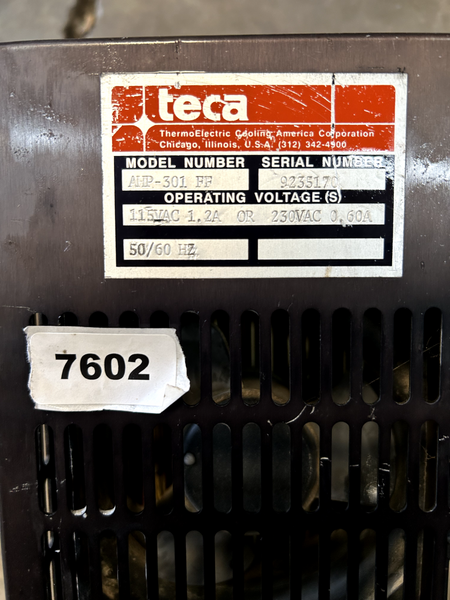 teca
ThermoElectric Cooling America Corporation
Chicago, Illinois, U.S.A. (312) 342-4900
MODEL NUMBER SERIAL NUMBER
AHP-301 FF 9235170
OPERATING VOLTAGE(S)
115VAC 1.2A OR 230VAC 0.60A
50/60 HZ
7602